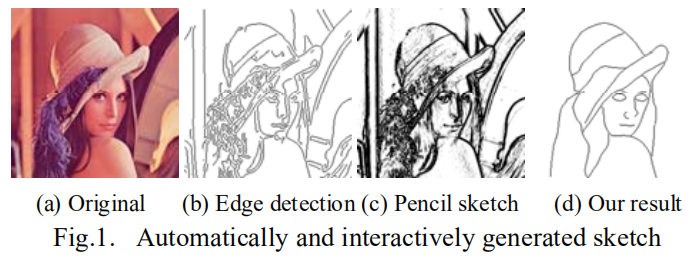 (a) Original (b) Edge detection (c) Pencil sketch (d) Our result
Fig.1. Automatically and interactively generated sketch